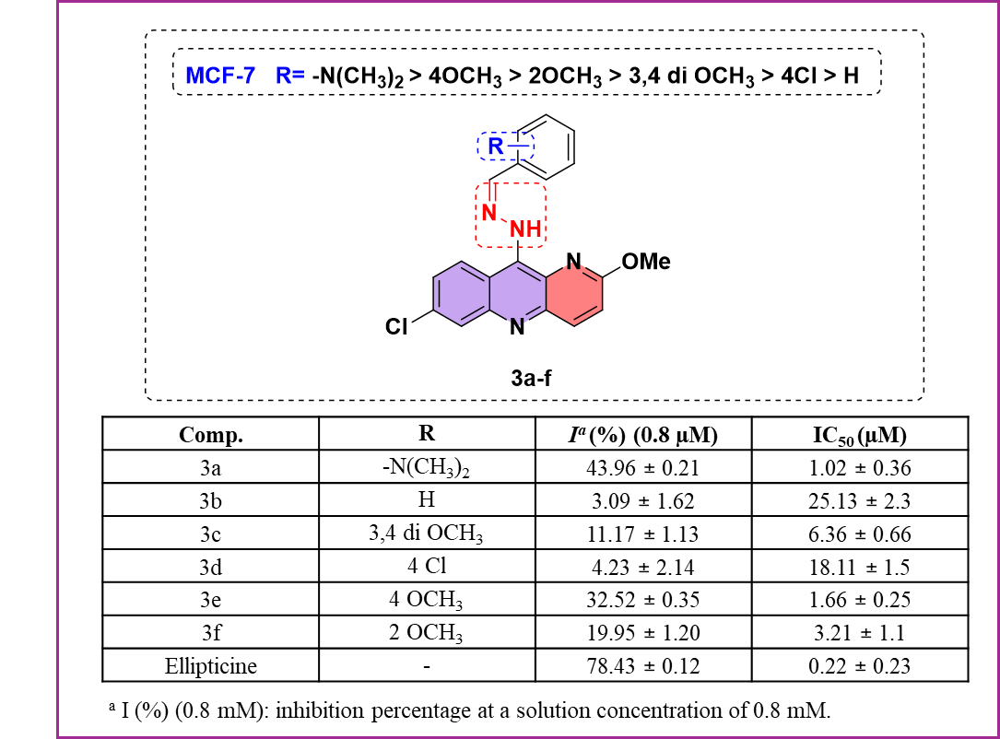 MCF-7 R= -N(CH₃)₂ > 4OCH₃ > 2OCH₃ > 3,4 di OCH₃ > 4Cl > H
R
N
NH
N OMe
Cl N
3a-f
Comp. R Iᵃ (%) (0.8 µM) IC₅₀ (µM)
3a -N(CH₃)₂ 43.96 ± 0.21 1.02 ± 0.36
3b H 3.09 ± 1.62 25.13 ± 2.3
3c 3,4 di OCH₃ 11.17 ± 1.13 6.36 ± 0.66
3d 4 Cl 4.23 ± 2.14 18.11 ± 1.5
3e 4 OCH₃ 32.52 ± 0.35 1.66 ± 0.25
3f 2 OCH₃ 19.95 ± 1.20 3.21 ± 1.1
Ellipticine - 78.43 ± 0.12 0.22 ± 0.23
ᵃ I (%) (0.8 mM): inhibition percentage at a solution concentration of 0.8 mM.